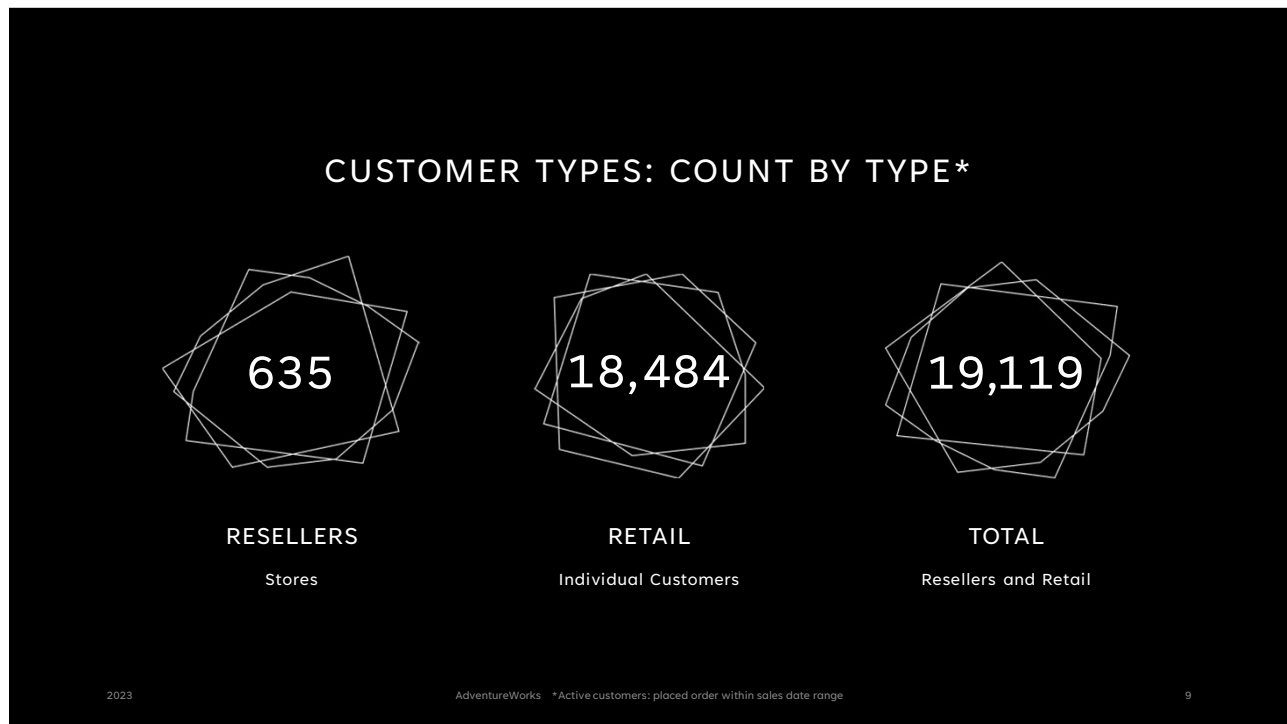 CUSTOMER TYPES: COUNT BY TYPE*
635
18,484
19,119
RESELLERS
RETAIL
TOTAL
Stores
Individual Customers
Resellers and Retail
2023
AdventureWorks *Active customers: placed order within sales date range
9